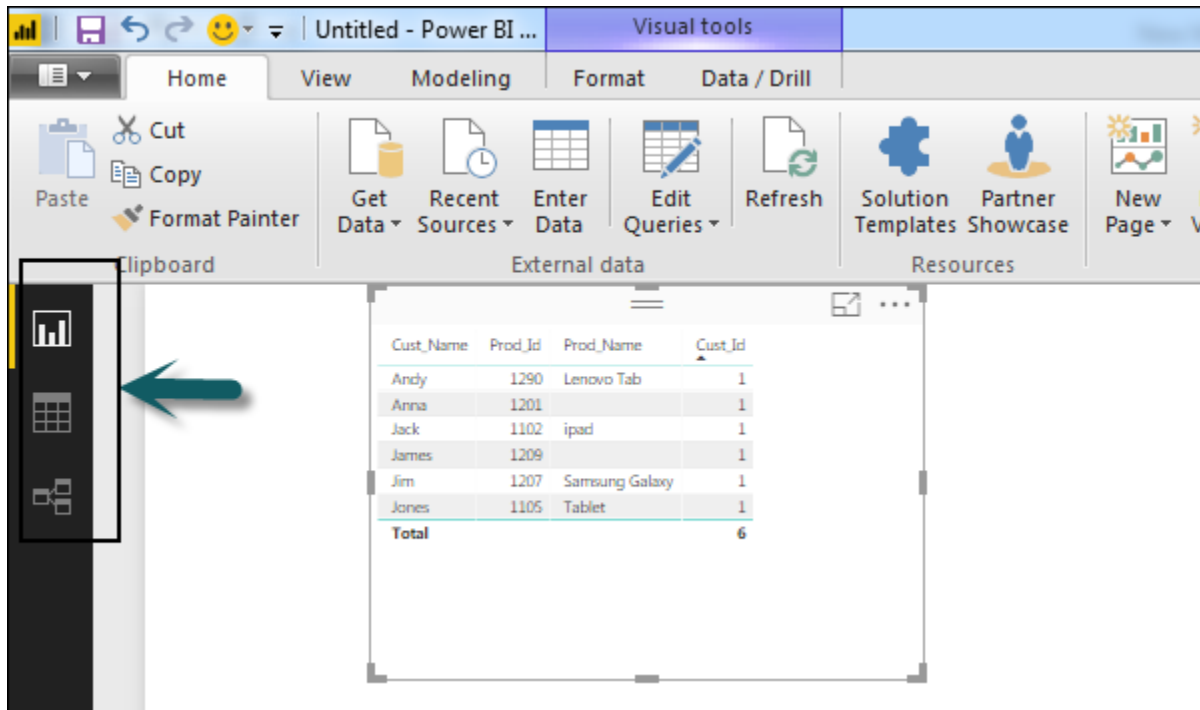 Untitled - Power BI ...
Visual tools
Home View Modeling Format Data / Drill
Cut
Copy
Format Painter
Paste
Get Data
Recent Sources
Enter Data
Edit Queries
Refresh
Solution Templates
Partner Showcase
New Page
Clipboard External data Resources
Cust_Name Prod_Id Prod_Name Cust_Id
Andy 1290 Lenovo Tab 1
Anna 1201 1
Jack 1102 ipad 1
James 1209 1
Jim 1207 Samsung Galaxy 1
Jones 1105 Tablet 1
Total 6